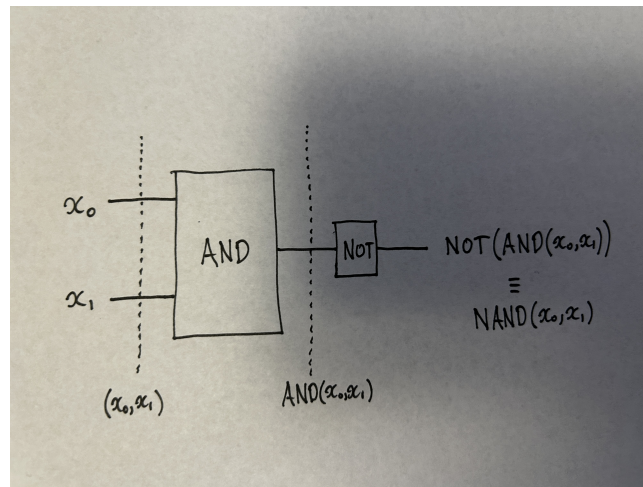 x₀
x₁
AND
NOT
NOT(AND(x₀,x₁))
≡
NAND(x₀,x₁)
(x₀,x₁)
AND(x₀,x₁)